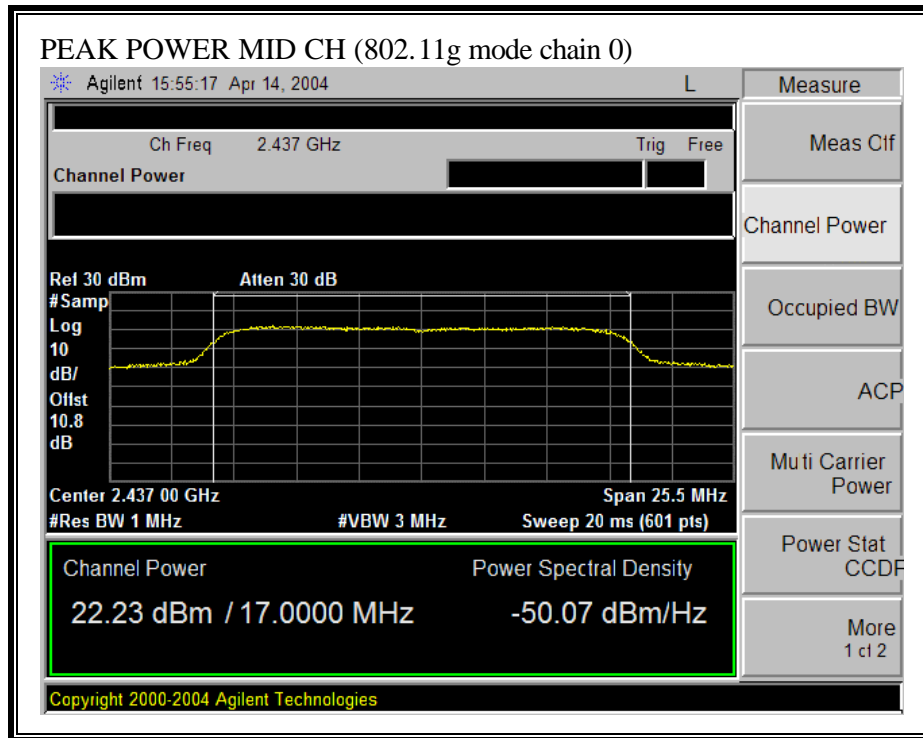 PEAK POWER MID CH (802.11g mode chain 0)
Agilent 15:55:17 Apr 14, 2004 L
Measure
Ch Freq 2.437 GHz Trig Free
Channel Power
Meas Off
Channel Power
Occupied BW
ACP
Multi Carrier
Power
Power Stat
CCDF
More
1 of 2
Ref 30 dBm Atten 30 dB
#Samp
Log
10
dB/
Offst
10.8
dB
Center 2.437 00 GHz Span 25.5 MHz
#Res BW 1 MHz #VBW 3 MHz Sweep 20 ms (601 pts)
Channel Power Power Spectral Density
22.23 dBm / 17.0000 MHz -50.07 dBm/Hz
Copyright 2000-2004 Agilent Technologies